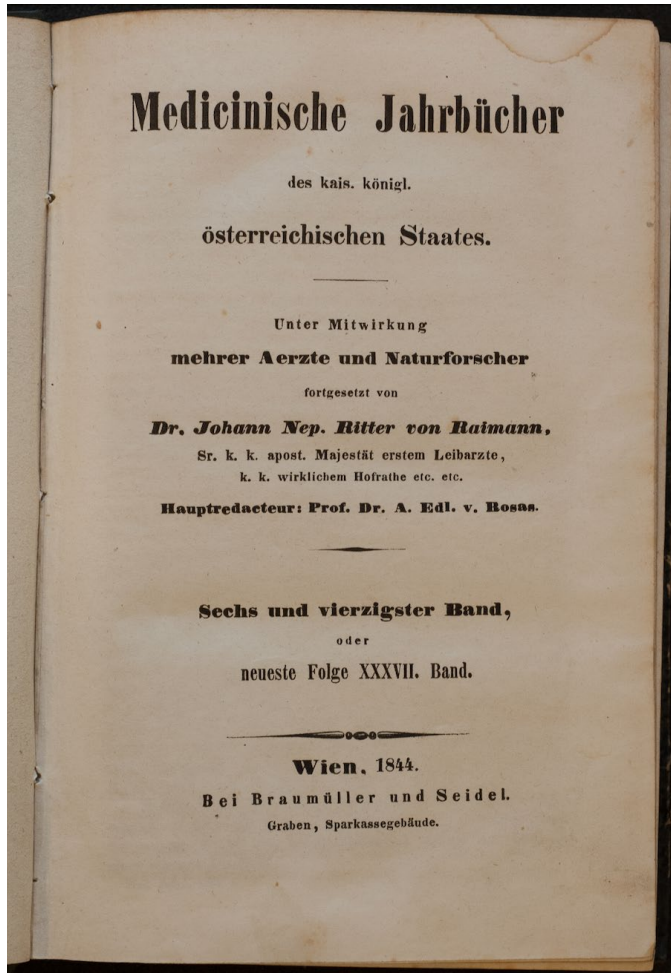 Medicinische Jahrbücher
des kais. königl.
österreichischen Staates.
Unter Mitwirkung
mehrer Aerzte und Naturforscher
fortgesetzt von
Dr. Johann Nep. Ritter von Raimann,
Sr. k. k. apost. Majestät erstem Leibarzte,
k. k. wirklichem Hofrathe etc. etc.
Hauptredacteur: Prof. Dr. A. Edl. v. Rosas.
Sechs und vierzigster Band,
oder
neueste Folge XXXVII. Band.
Wien, 1844.
Bei Braumüller und Seidel.
Graben, Sparkassegebäude.